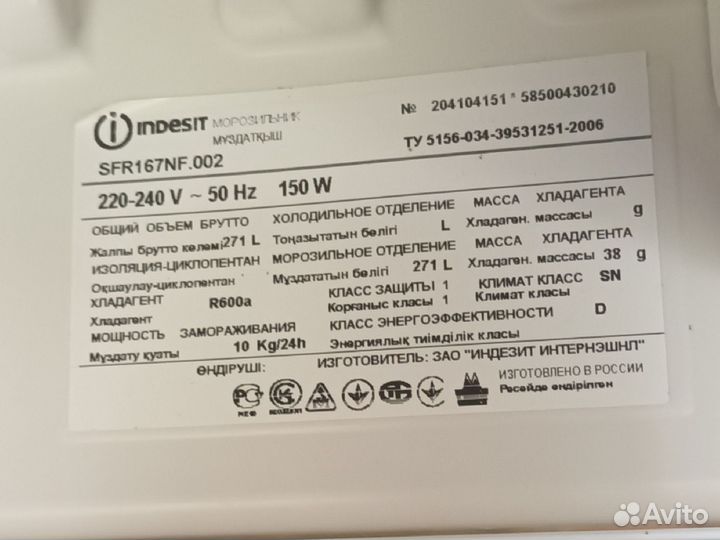 INDESIT МОРОЗИЛЬНИК
МҰЗДАТҚЫШ
№ 204104151 * 58500430210
SFR167NF.002
ТУ 5156-034-39531251-2006
220-240 V ~ 50 Hz 150 W
ОБЩИЙ ОБЪЕМ БРУТТО ХОЛОДИЛЬНОЕ ОТДЕЛЕНИЕ МАССА ХЛАДАГЕНТА
Жалпы брутто келемі 271 L Тоңазытатын бөлігі L Хладаген. массасы g
ИЗОЛЯЦИЯ-ЦИКЛОПЕНТАН МОРОЗИЛЬНОЕ ОТДЕЛЕНИЕ МАССА ХЛАДАГЕНТА
Оқшаулау-циклопентан Мұздататын бөлігі 271 L Хладаген. массасы 38 g
ХЛАДАГЕНТ R600a КЛАСС ЗАЩИТЫ 1 КЛИМАТ КЛАСС SN
Хладагент Корғаныс класы 1 Климат класы
МОЩНОСТЬ ЗАМОРАЖИВАНИЯ КЛАСС ЭНЕРГОЭФФЕКТИВНОСТИ D
Мұздату қуаты 10 Kg/24h Энергиялық тиімділік класы
ӨНДІРУШІ: ИЗГОТОВИТЕЛЬ: ЗАО "ИНДЕЗИТ ИНТЕРНЭШНЛ"
ИЗГОТОВЛЕНО В РОССИИ
Ресейде өндірілген
Avito